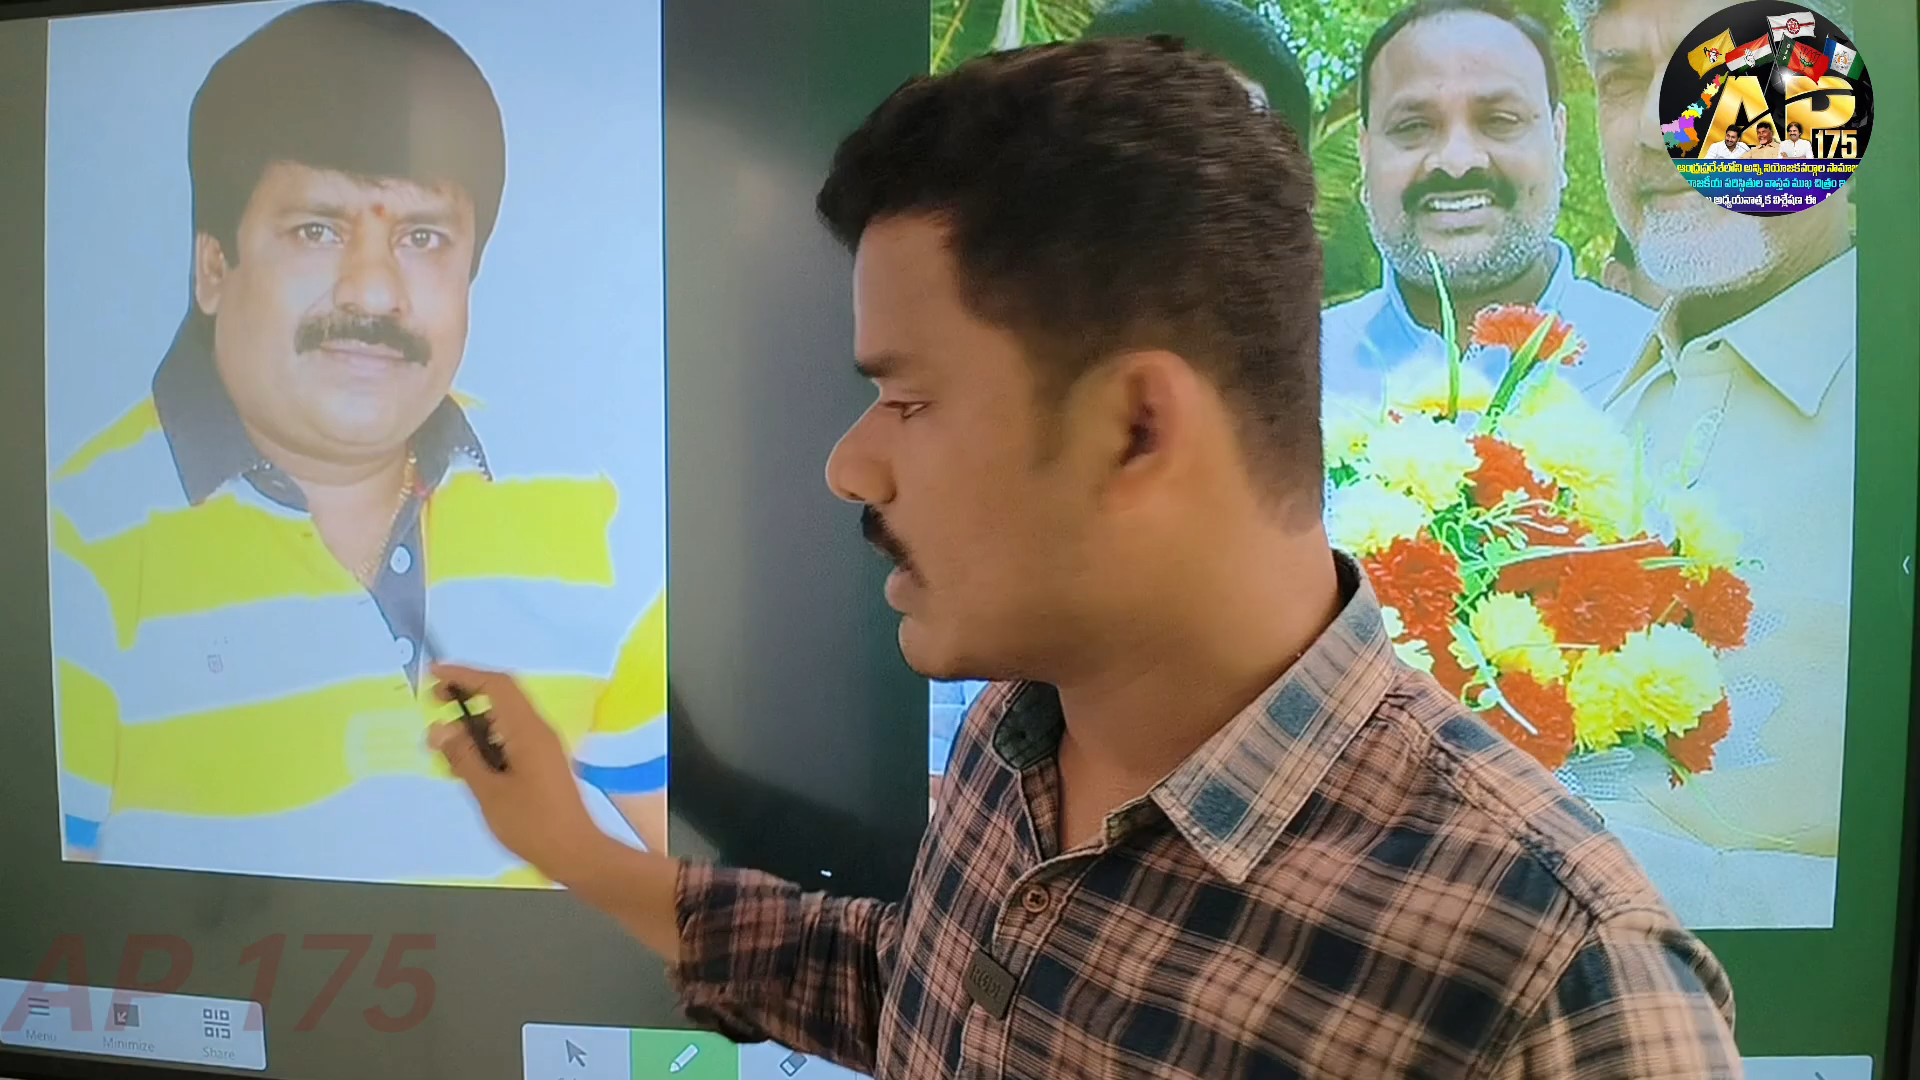 AP
175
ఆంధ్రప్రదేశ్‌లోని అన్ని నియోజకవర్గాల
రాజకీయ పరిస్థితుల వాస్తవ ముఖ చిత్రం
అధ్యయనాత్మక విశ్లేషణ ఈ
AP 175
Menu
Minimize
Share